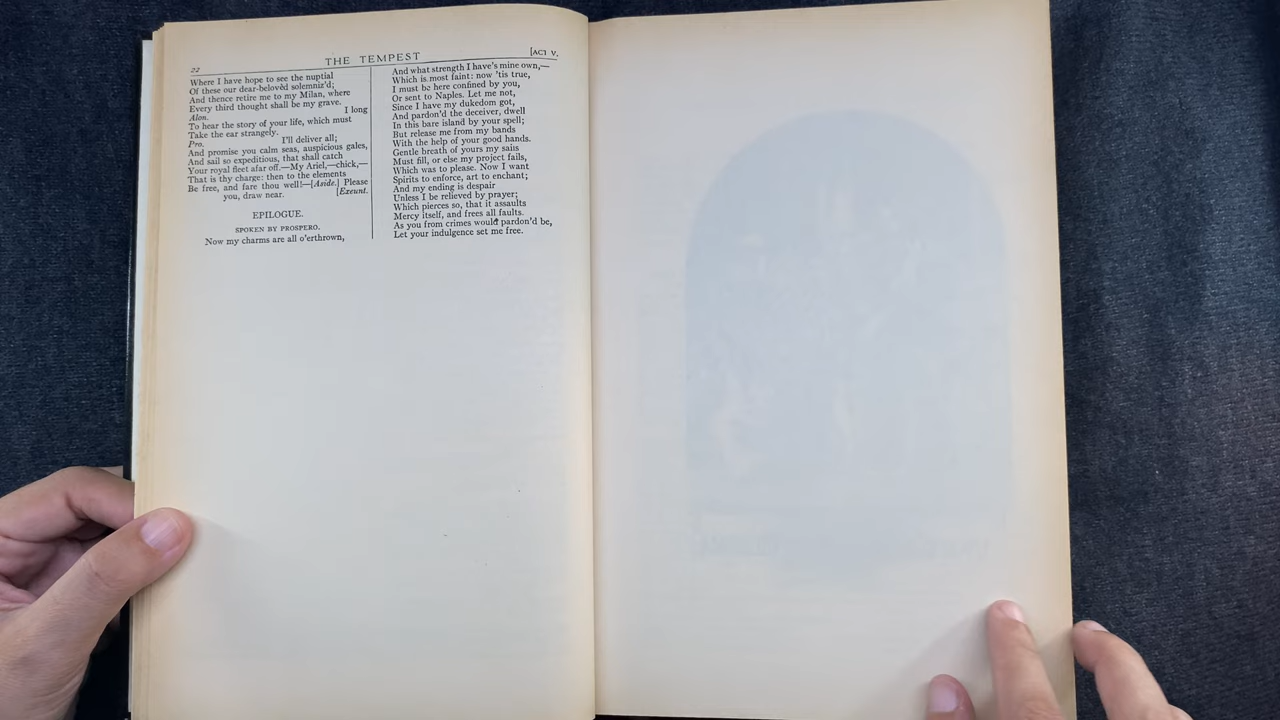 22
THE TEMPEST
[ACT V.
Where I have hope to see the nuptial
Of these our dear-belovèd solemniz'd;
And thence retire me to my Milan, where
Every third thought shall be my grave.
Alon.
I long
To hear the story of your life, which must
Take the ear strangely.
Pro.
I'll deliver all;
And promise you calm seas, auspicious gales,
And sail so expeditious, that shall catch
Your royal fleet afar off.—My Ariel,—chick,—
That is thy charge: then to the elements
Be free, and fare thou well!—[Aside.] Please
you, draw near.
[Exeunt.
EPILOGUE.
SPOKEN BY PROSPERO.
Now my charms are all o'erthrown,
And what strength I have's mine own,—
Which is most faint: now 'tis true,
I must be here confined by you,
Or sent to Naples. Let me not,
Since I have my dukedom got,
And pardon'd the deceiver, dwell
In this bare island by your spell;
But release me from my bands
With the help of your good hands.
Gentle breath of yours my sails
Must fill, or else my project fails,
Which was to please. Now I want
Spirits to enforce, art to enchant;
And my ending is despair
Unless I be relieved by prayer;
Which pierces so, that it assaults
Mercy itself, and frees all faults.
As you from crimes would pardon'd be,
Let your indulgence set me free.